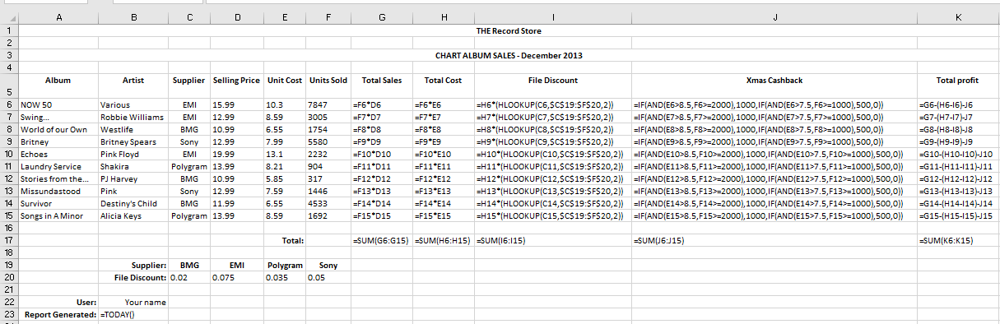 A B C D E F G H I J K
1 THE Record Store
2
3 CHART ALBUM SALES - December 2013
4
5 Album Artist Supplier Selling Price Unit Cost Units Sold Total Sales Total Cost File Discount Xmas Cashback Total profit
6 NOW 50 Various EMI 15.99 10.3 7847 =F6*D6 =F6*E6 =H6*(HLOOKUP(C6,$C$19:$F$20,2)) =IF(AND(E6>8.5,F6>=2000),1000,IF(AND(E6>7.5,F6>=1000),500,0)) =G6-(H6-I6)-J6
7 Swing... Robbie Williams EMI 12.99 8.59 3005 =F7*D7 =F7*E7 =H7*(HLOOKUP(C7,$C$19:$F$20,2)) =IF(AND(E7>8.5,F7>=2000),1000,IF(AND(E7>7.5,F7>=1000),500,0)) =G7-(H7-I7)-J7
8 World of our Own Westlife BMG 10.99 6.55 1754 =F8*D8 =F8*E8 =H8*(HLOOKUP(C8,$C$19:$F$20,2)) =IF(AND(E8>8.5,F8>=2000),1000,IF(AND(E8>7.5,F8>=1000),500,0)) =G8-(H8-I8)-J8
9 Britney Britney Spears Sony 12.99 7.99 5580 =F9*D9 =F9*E9 =H9*(HLOOKUP(C9,$C$19:$F$20,2)) =IF(AND(E9>8.5,F9>=2000),1000,IF(AND(E9>7.5,F9>=1000),500,0)) =G9-(H9-I9)-J9
10 Echoes Pink Floyd EMI 19.99 13.1 2232 =F10*D10 =F10*E10 =H10*(HLOOKUP(C10,$C$19:$F$20,2)) =IF(AND(E10>8.5,F10>=2000),1000,IF(AND(E10>7.5,F10>=1000),500,0)) =G10-(H10-I10)-J10
11 Laundry Service Shakira Polygram 13.99 8.21 904 =F11*D11 =F11*E11 =H11*(HLOOKUP(C11,$C$19:$F$20,2)) =IF(AND(E11>8.5,F11>=2000),1000,IF(AND(E11>7.5,F11>=1000),500,0)) =G11-(H11-I11)-J11
12 Stories from the... PJ Harvey BMG 10.99 5.85 317 =F12*D12 =F12*E12 =H12*(HLOOKUP(C12,$C$19:$F$20,2)) =IF(AND(E12>8.5,F12>=2000),1000,IF(AND(E12>7.5,F12>=1000),500,0)) =G12-(H12-I12)-J12
13 Missundastood Pink Sony 12.99 7.59 1446 =F13*D13 =F13*E13 =H13*(HLOOKUP(C13,$C$19:$F$20,2)) =IF(AND(E13>8.5,F13>=2000),1000,IF(AND(E13>7.5,F13>=1000),500,0)) =G13-(H13-I13)-J13
14 Survivor Destiny's Child BMG 11.99 6.55 4533 =F14*D14 =F14*E14 =H14*(HLOOKUP(C14,$C$19:$F$20,2)) =IF(AND(E14>8.5,F14>=2000),1000,IF(AND(E14>7.5,F14>=1000),500,0)) =G14-(H14-I14)-J14
15 Songs in A Minor Alicia Keys Polygram 13.99 8.59 1692 =F15*D15 =F15*E15 =H15*(HLOOKUP(C15,$C$19:$F$20,2)) =IF(AND(E15>8.5,F15>=2000),1000,IF(AND(E15>7.5,F15>=1000),500,0)) =G15-(H15-I15)-J15
16
17 Total: =SUM(G6:G15) =SUM(H6:H15) =SUM(I6:I15) =SUM(J6:J15) =SUM(K6:K15)
18
19 Supplier: BMG EMI Polygram Sony
20 File Discount: 0.02 0.075 0.035 0.05
21
22 User: Your name
23 Report Generated: =TODAY()